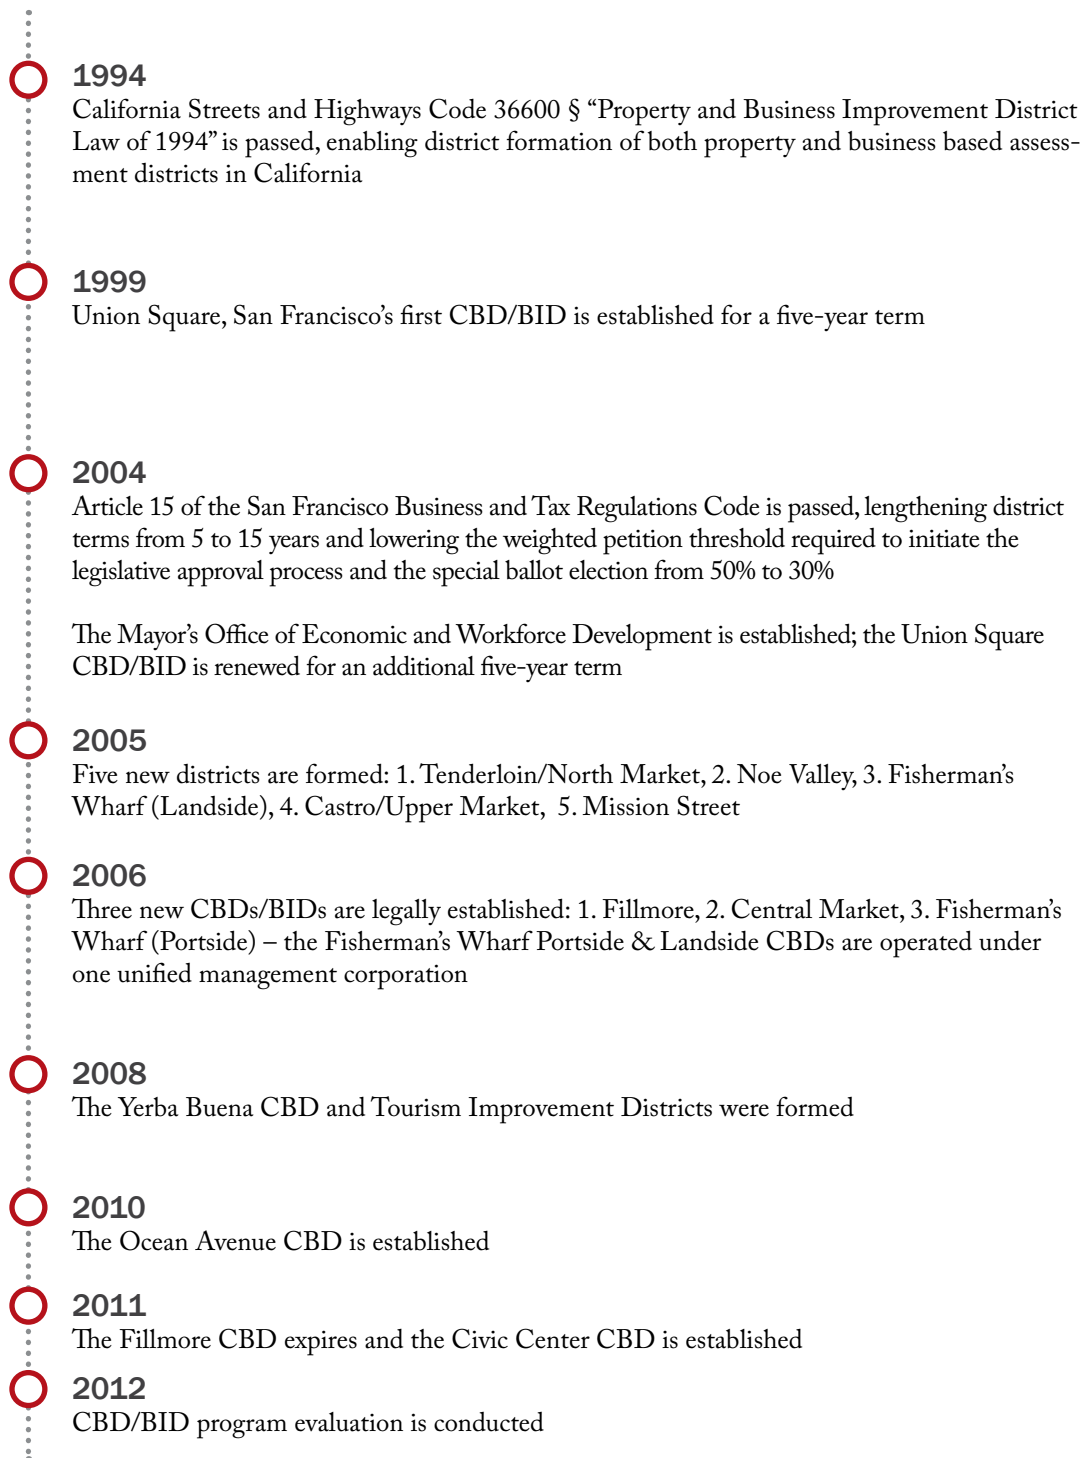 1994
California Streets and Highways Code 36600 § “Property and Business Improvement District
Law of 1994” is passed, enabling district formation of both property and business based assess-
ment districts in California
1999
Union Square, San Francisco’s first CBD/BID is established for a five-year term
2004
Article 15 of the San Francisco Business and Tax Regulations Code is passed, lengthening district
terms from 5 to 15 years and lowering the weighted petition threshold required to initiate the
legislative approval process and the special ballot election from 50% to 30%
The Mayor’s Office of Economic and Workforce Development is established; the Union Square
CBD/BID is renewed for an additional five-year term
2005
Five new districts are formed: 1. Tenderloin/North Market, 2. Noe Valley, 3. Fisherman’s
Wharf (Landside), 4. Castro/Upper Market,  5. Mission Street
2006
Three new CBDs/BIDs are legally established: 1. Fillmore, 2. Central Market, 3. Fisherman’s
Wharf (Portside) – the Fisherman’s Wharf Portside & Landside CBDs are operated under
one unified management corporation
2008
The Yerba Buena CBD and Tourism Improvement Districts were formed
2010
The Ocean Avenue CBD is established
2011
The Fillmore CBD expires and the Civic Center CBD is established
2012
CBD/BID program evaluation is conducted